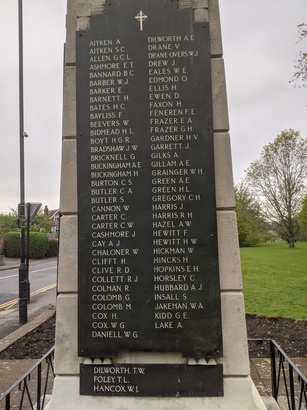 AITKEN. A
AITKEN. S.C.
ALLEN G.G.L
ASHMORE. E.T.
BANNARD B.C.
BARBER. W.J
BARKER. E.
BARNETT. H
BATES H.C.
BAYLISS. F
BEEVERS. W
BIDMEAD H.L
BOYT H.G.R.
BRADSHAW. J.W
BRICKNELL G.
BUCKINGHAM A.E
BUCKINGHAM H
BURTON C.S
BUTLER C.A
BUTLER S.
CANNON W
CARTER C.
CARTER C.W
CASHMORE J
CAY A.J
CHALONER W
CLIFFT H
CLIVE R.D
COLLETT R.J
COLMAN R.
COLOMB G
COLOMB M
COX H.
COX. W.G
DANIELL W.G.
DILWORTH A.E
DRANE V
DRANE-OVERS W.J
DREW. J.
EALES W.E
EDMOND O
ELLIS H
EWEN D.
FAXON. H
FENEREN F.E
FRAZER E.A
FRAZER G.H
GARDNER H.V
GARRETT. J.
GILKS A
GILLAM A.E
GRAINGER W.H
GREEN A.E
GREEN H.L
GREGORY C.H
HARRIS J
HARRIS R.H
HAZEL A.W
HEWITT F
HEWITT H.W
HICKMAN W.
HINCKS H
HOPKINS E.H
HORSLEY C.
HUBBARD A.J
INSALL S
JAKEMAN W.A
KIDD G.E.
LAKE A.
DILWORTH. T.W.
FOLEY. T.L.
HANCOX. W.J.